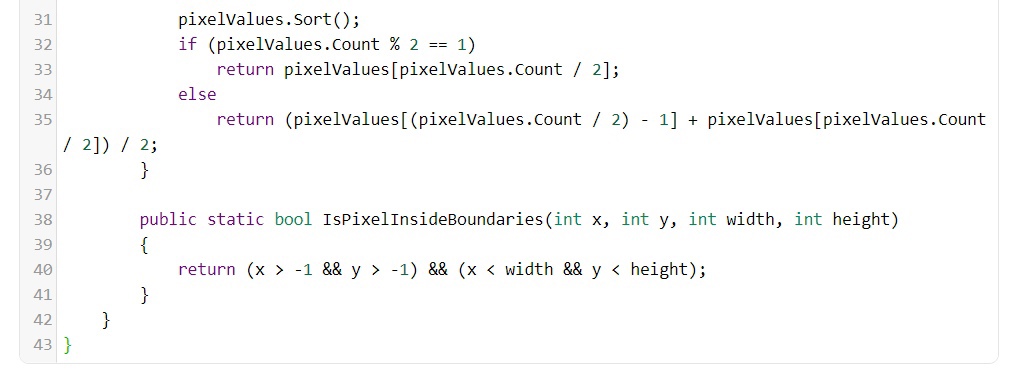 31 pixelValues.Sort();
32 if (pixelValues.Count % 2 == 1)
33 return pixelValues[pixelValues.Count / 2];
34 else
35 return (pixelValues[(pixelValues.Count / 2) - 1] + pixelValues[pixelValues.Count
/ 2]) / 2;
36 }
37
38 public static bool IsPixelInsideBoundaries(int x, int y, int width, int height)
39 {
40 return (x > -1 && y > -1) && (x < width && y < height);
41 }
42 }
43 }